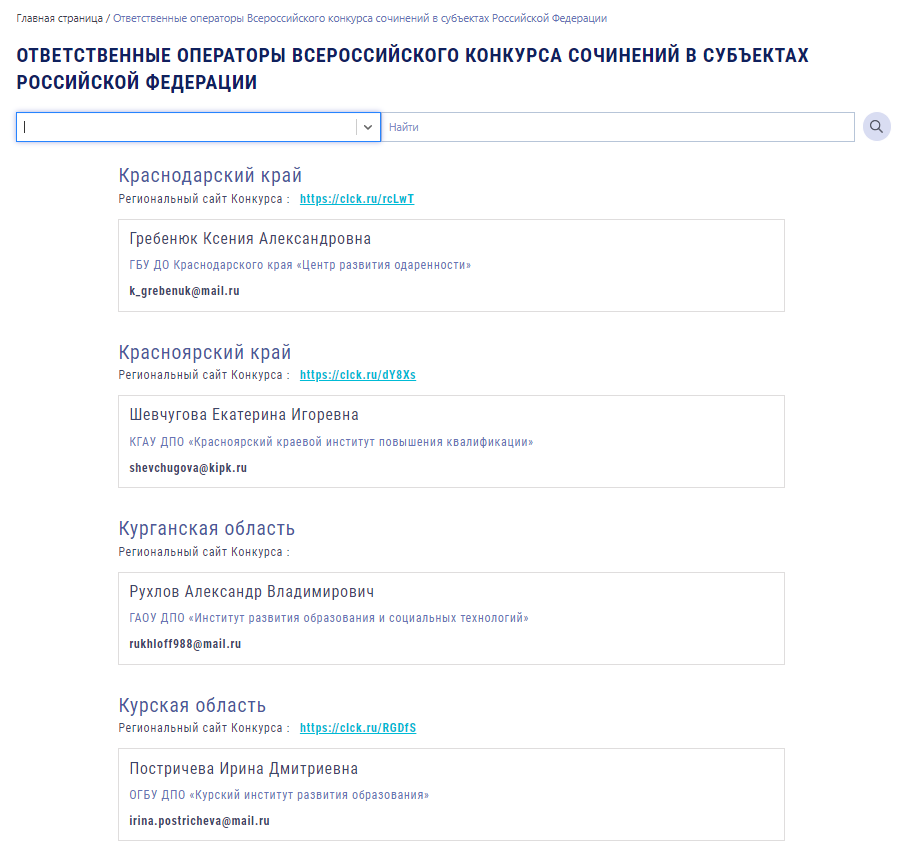 Главная страница / Ответственные операторы Всероссийского конкурса сочинений в субъектах Российской Федерации
ОТВЕТСТВЕННЫЕ ОПЕРАТОРЫ ВСЕРОССИЙСКОГО КОНКУРСА СОЧИНЕНИЙ В СУБЪЕКТАХ
РОССИЙСКОЙ ФЕДЕРАЦИИ
Найти
Краснодарский край
Региональный сайт Конкурса : https://clck.ru/rcLwT
Гребенюк Ксения Александровна
ГБУ ДО Краснодарского края «Центр развития одаренности»
k_grebenuk@mail.ru
Красноярский край
Региональный сайт Конкурса : https://clck.ru/dY8Xs
Шевчугова Екатерина Игоревна
КГАУ ДПО «Красноярский краевой институт повышения квалификации»
shevchugova@kipk.ru
Курганская область
Региональный сайт Конкурса :
Рухлов Александр Владимирович
ГАОУ ДПО «Институт развития образования и социальных технологий»
rukhloff988@mail.ru
Курская область
Региональный сайт Конкурса : https://clck.ru/RGDfS
Постричева Ирина Дмитриевна
ОГБУ ДПО «Курский институт развития образования»
irina.postricheva@mail.ru